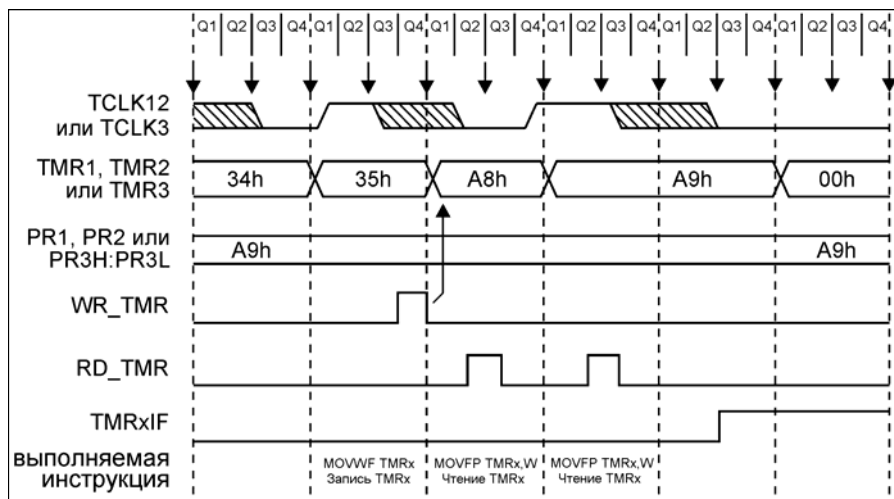 Q1 Q2 Q3 Q4 Q1 Q2 Q3 Q4 Q1 Q2 Q3 Q4 Q1 Q2 Q3 Q4 Q1 Q2 Q3 Q4 Q1 Q2 Q3 Q4
TCLK12
или TCLK3
TMR1, TMR2
или TMR3
34h 35h A8h A9h 00h
PR1, PR2 или
PR3H:PR3L
A9h A9h
WR_TMR
RD_TMR
TMRxIF
выполняемая
инструкция
MOVWF TMRx MOVFP TMRx,W MOVFP TMRx,W
Запись TMRx Чтение TMRx Чтение TMRx